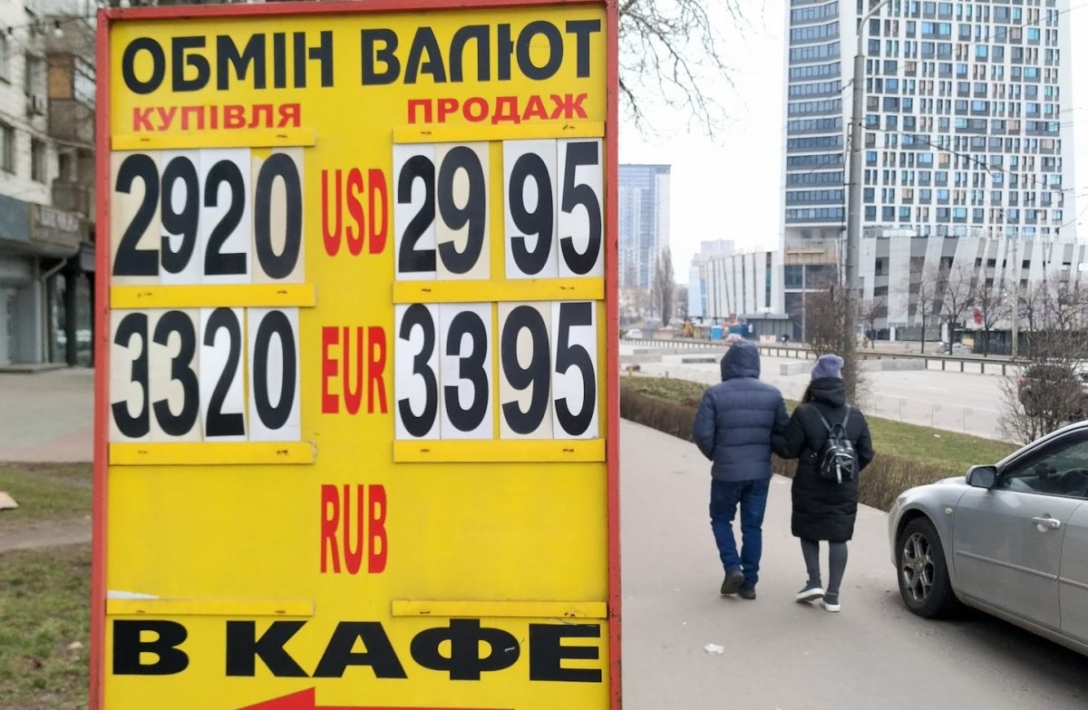 ОБМІН ВАЛЮТ
КУПІВЛЯ ПРОДАЖ
2920 USD 2995
3320 EUR 3395
RUB
В КАФЕ